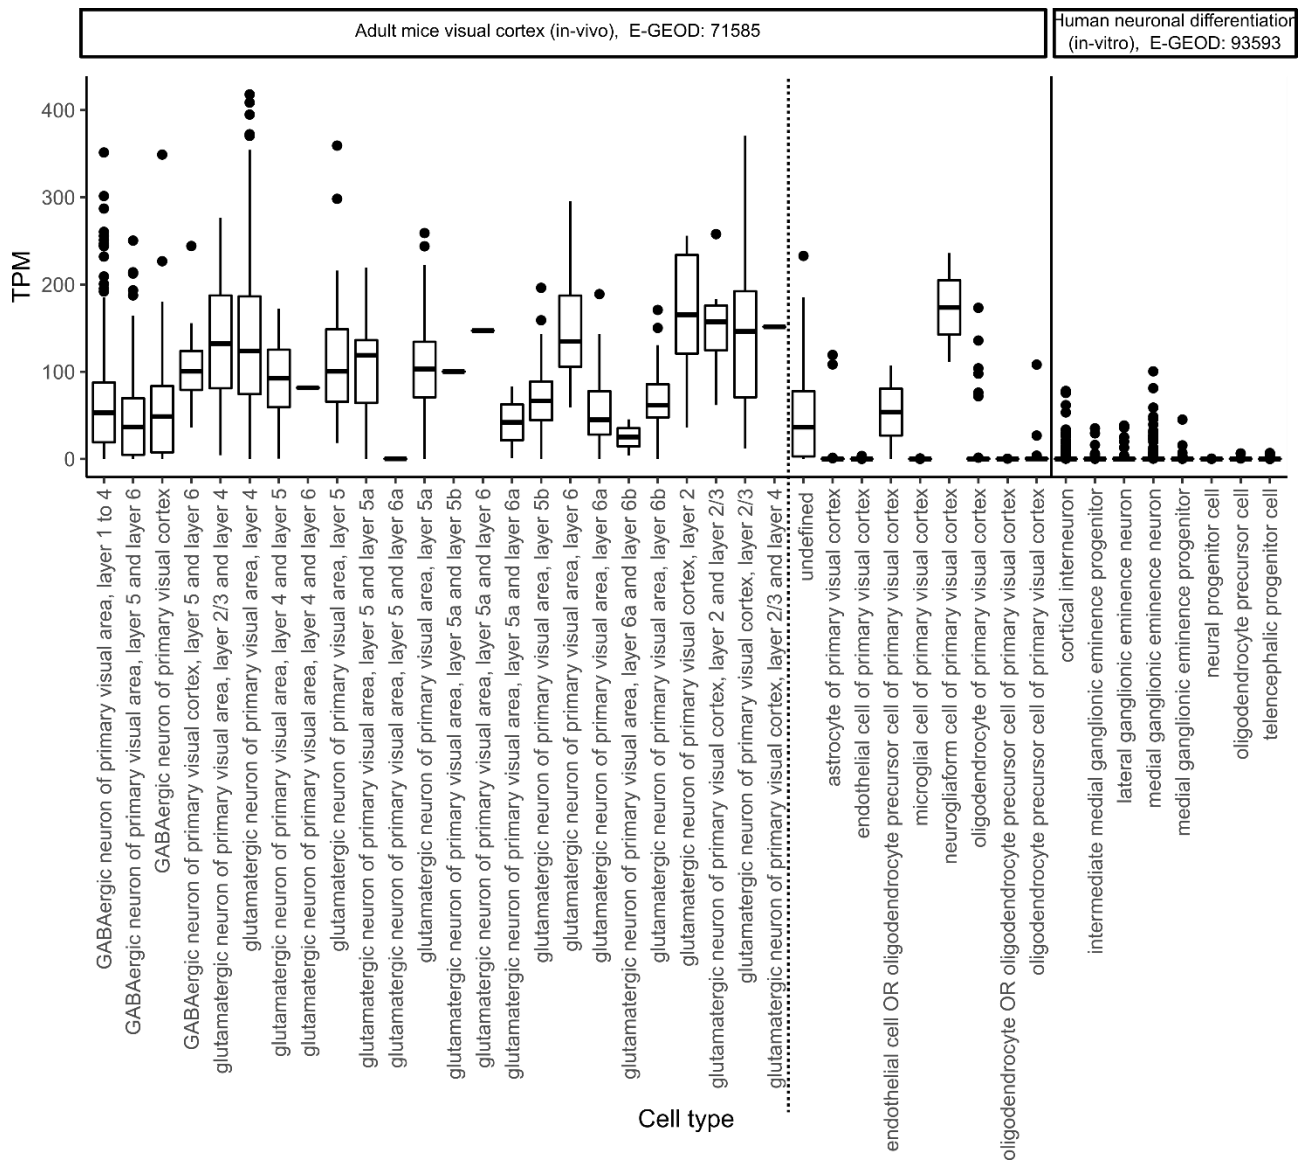 Adult mice visual cortex (in-vivo),  E-GEOD: 71585
Human neuronal differentiation
(in-vitro),  E-GEOD: 93593
TPM
400
300
200
100
0
GABAergic neuron of primary visual area, layer 1 to 4
GABAergic neuron of primary visual area, layer 5 and layer 6
GABAergic neuron of primary visual cortex
GABAergic neuron of primary visual cortex, layer 5 and layer 6
glutamatergic neuron of primary visual area, layer 2/3 and layer 4
glutamatergic neuron of primary visual area, layer 4
glutamatergic neuron of primary visual area, layer 4 and layer 5
glutamatergic neuron of primary visual area, layer 4 and layer 6
glutamatergic neuron of primary visual area, layer 5
glutamatergic neuron of primary visual area, layer 5 and layer 5a
glutamatergic neuron of primary visual area, layer 5 and layer 6a
glutamatergic neuron of primary visual area, layer 5a
glutamatergic neuron of primary visual area, layer 5a and layer 5b
glutamatergic neuron of primary visual area, layer 5a and layer 6
glutamatergic neuron of primary visual area, layer 5a and layer 6a
glutamatergic neuron of primary visual area, layer 5b
glutamatergic neuron of primary visual area, layer 6
glutamatergic neuron of primary visual area, layer 6a
glutamatergic neuron of primary visual area, layer 6a and layer 6b
glutamatergic neuron of primary visual area, layer 6b
glutamatergic neuron of primary visual cortex, layer 2
glutamatergic neuron of primary visual cortex, layer 2 and layer 2/3
glutamatergic neuron of primary visual cortex, layer 2/3
glutamatergic neuron of primary visual cortex, layer 2/3 and layer 4
undefined
astrocyte of primary visual cortex
endothelial cell of primary visual cortex
endothelial cell OR oligodendrocyte precursor cell of primary visual cortex
microglial cell of primary visual cortex
neurogliaform cell of primary visual cortex
oligodendrocyte of primary visual cortex
oligodendrocyte OR oligodendrocyte precursor cell of primary visual cortex
oligodendrocyte precursor cell of primary visual cortex
cortical interneuron
intermediate medial ganglionic eminence progenitor
lateral ganglionic eminence neuron
medial ganglionic eminence neuron
medial ganglionic eminence progenitor
neural progenitor cell
oligodendrocyte precursor cell
telencephalic progenitor cell
Cell type